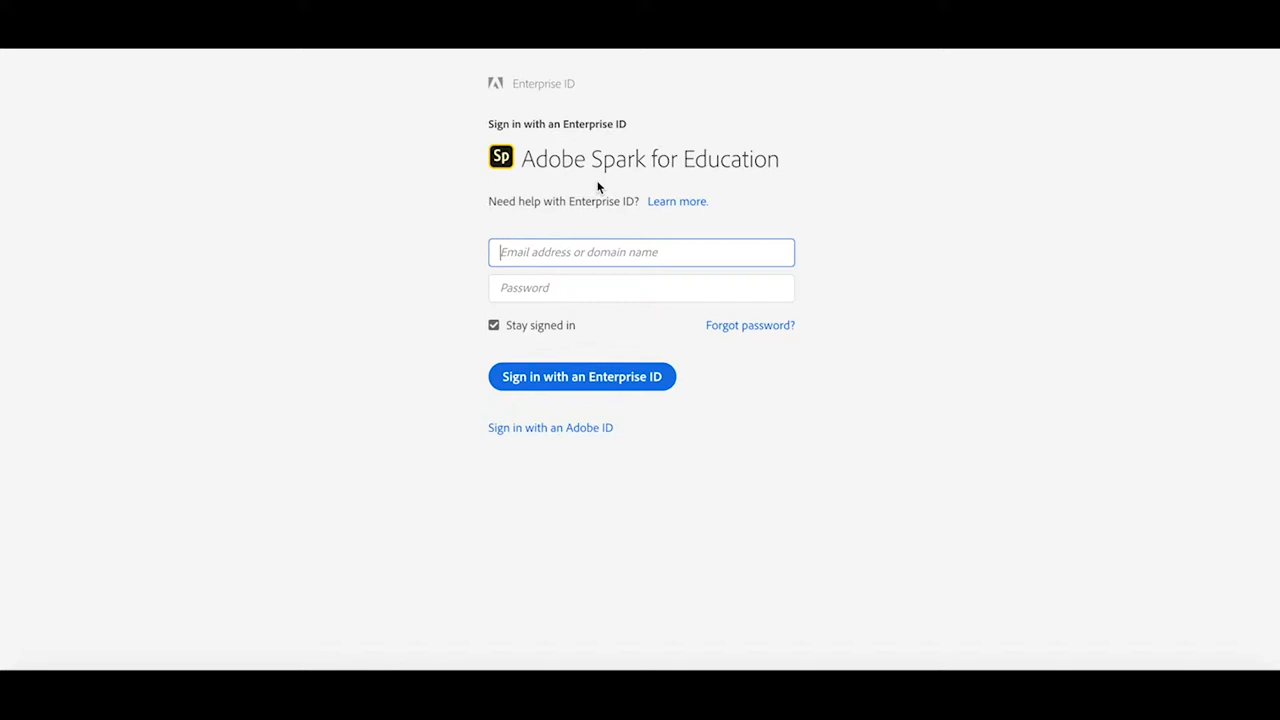 Enterprise ID
Sign in with an Enterprise ID
Sp Adobe Spark for Education
Need help with Enterprise ID? Learn more.
Email address or domain name
Password
Stay signed in Forgot password?
Sign in with an Enterprise ID
Sign in with an Adobe ID